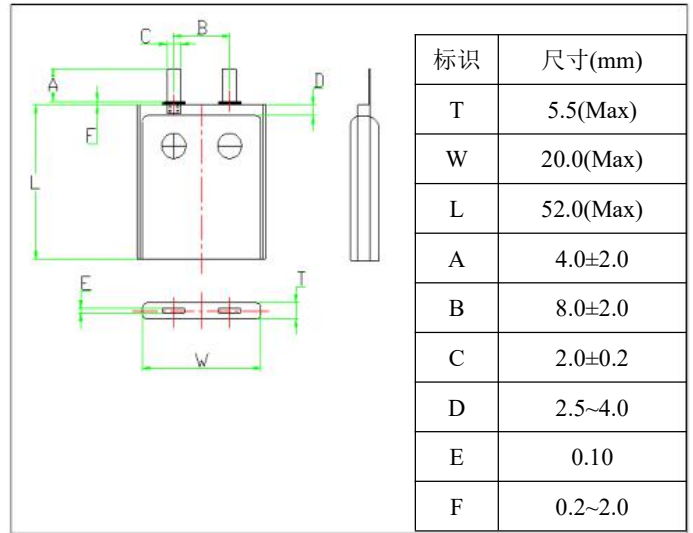 C
B
A
D
F
L
E
T
W
标识 尺寸(mm)
T 5.5(Max)
W 20.0(Max)
L 52.0(Max)
A 4.0±2.0
B 8.0±2.0
C 2.0±0.2
D 2.5~4.0
E 0.10
F 0.2~2.0